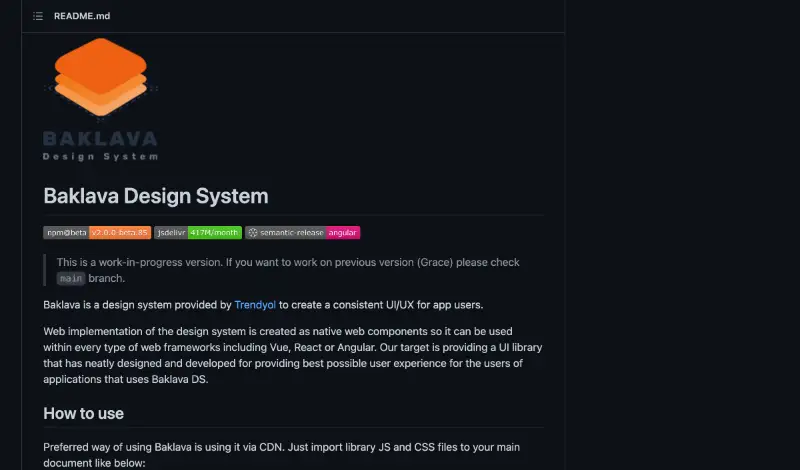 README.md
BAKLAVA
Design System
Baklava Design System
npm@beta v2.0.0-beta.85 jsdelivr 417M/month semantic-release angular
This is a work-in-progress version. If you want to work on previous version (Grace) please check
main branch.
Baklava is a design system provided by Trendyol to create a consistent UI/UX for app users.
Web implementation of the design system is created as native web components so it can be used
within every type of web frameworks including Vue, React or Angular. Our target is providing a UI library
that has neatly designed and developed for providing best possible user experience for the users of
applications that uses Baklava DS.
How to use
Preferred way of using Baklava is using it via CDN. Just import library JS and CSS files to your main
document like below: